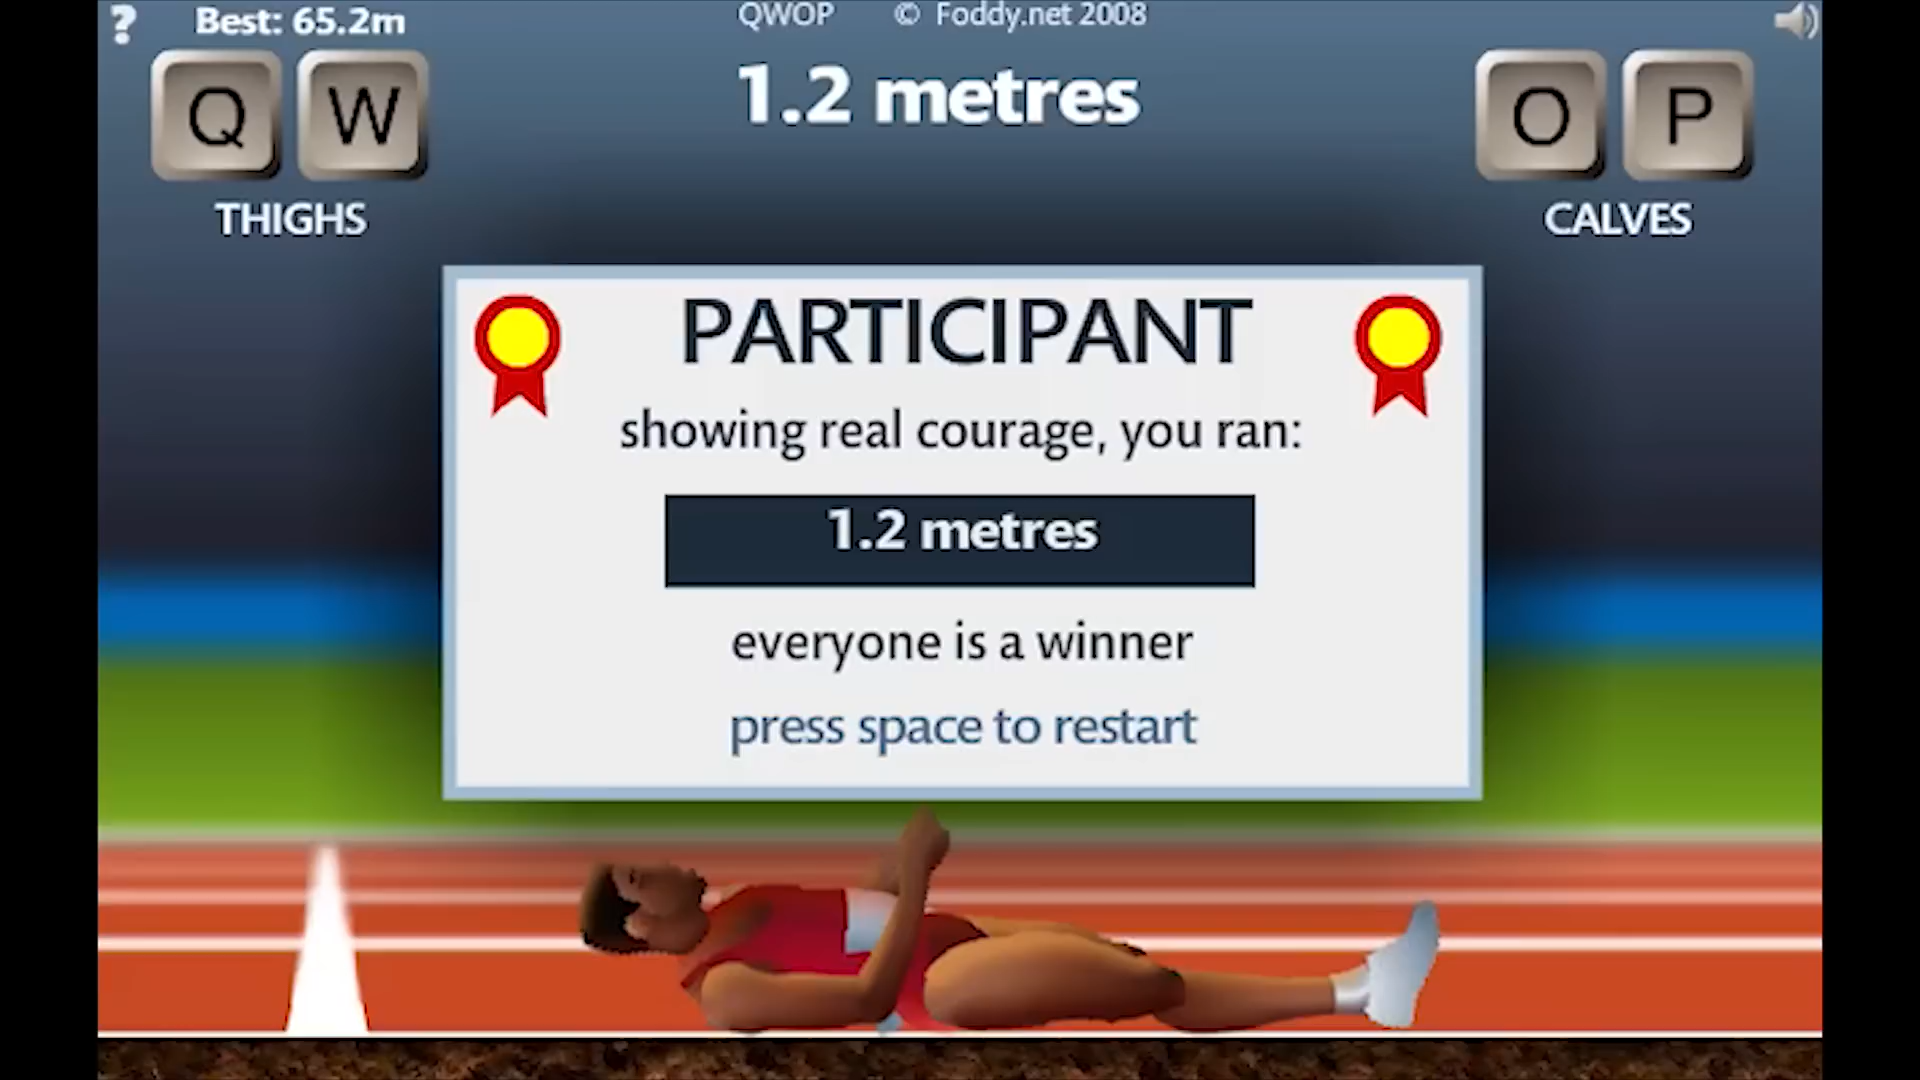 ?
Best: 65.2m
QWOP © Foddy.net 2008
1.2 metres
Q W
THIGHS
O P
CALVES
PARTICIPANT
showing real courage, you ran:
1.2 metres
everyone is a winner
press space to restart